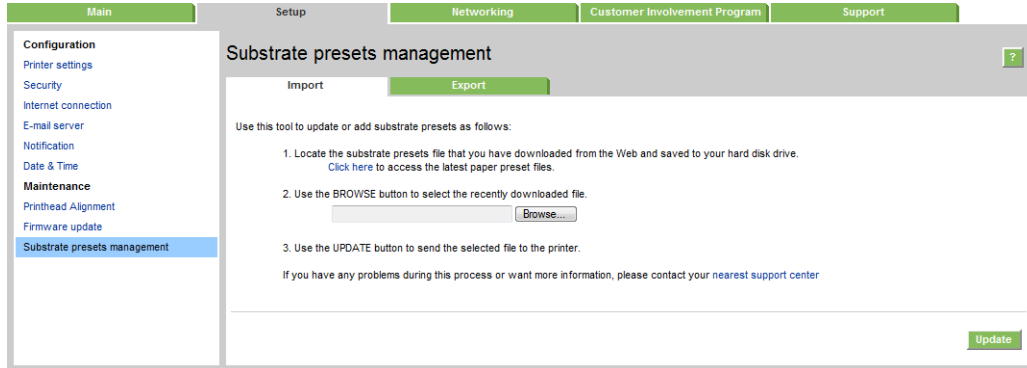 Main Setup Networking Customer Involvement Program Support
Configuration
Printer settings
Security
Internet connection
E-mail server
Notification
Date & Time
Maintenance
Printhead Alignment
Firmware update
Substrate presets management
Substrate presets management
?
Import Export
Use this tool to update or add substrate presets as follows:
1. Locate the substrate presets file that you have downloaded from the Web and saved to your hard disk drive.
Click here to access the latest paper preset files.
2. Use the BROWSE button to select the recently downloaded file.
Browse...
3. Use the UPDATE button to send the selected file to the printer.
If you have any problems during this process or want more information, please contact your nearest support center
Update